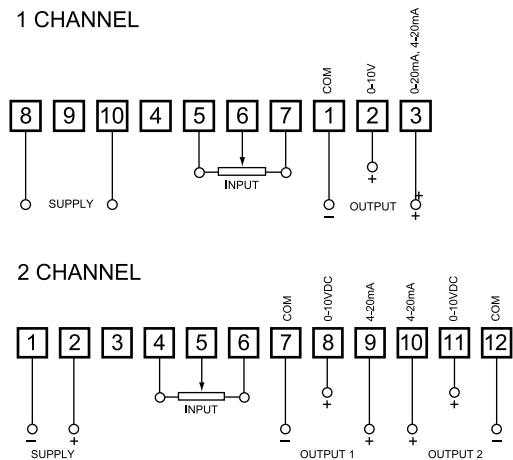 1 CHANNEL
COM
0-10V
0-20mA, 4-20mA
8 9 10 4 5 6 7 1 2 3
INPUT
+
SUPPLY
OUTPUT
− + +
2 CHANNEL
COM
0-10VDC
4-20mA
4-20mA
0-10VDC
COM
1 2 3 4 5 6 7 8 9 10 11 12
INPUT
+ +
− + − + + −
SUPPLY OUTPUT 1 OUTPUT 2